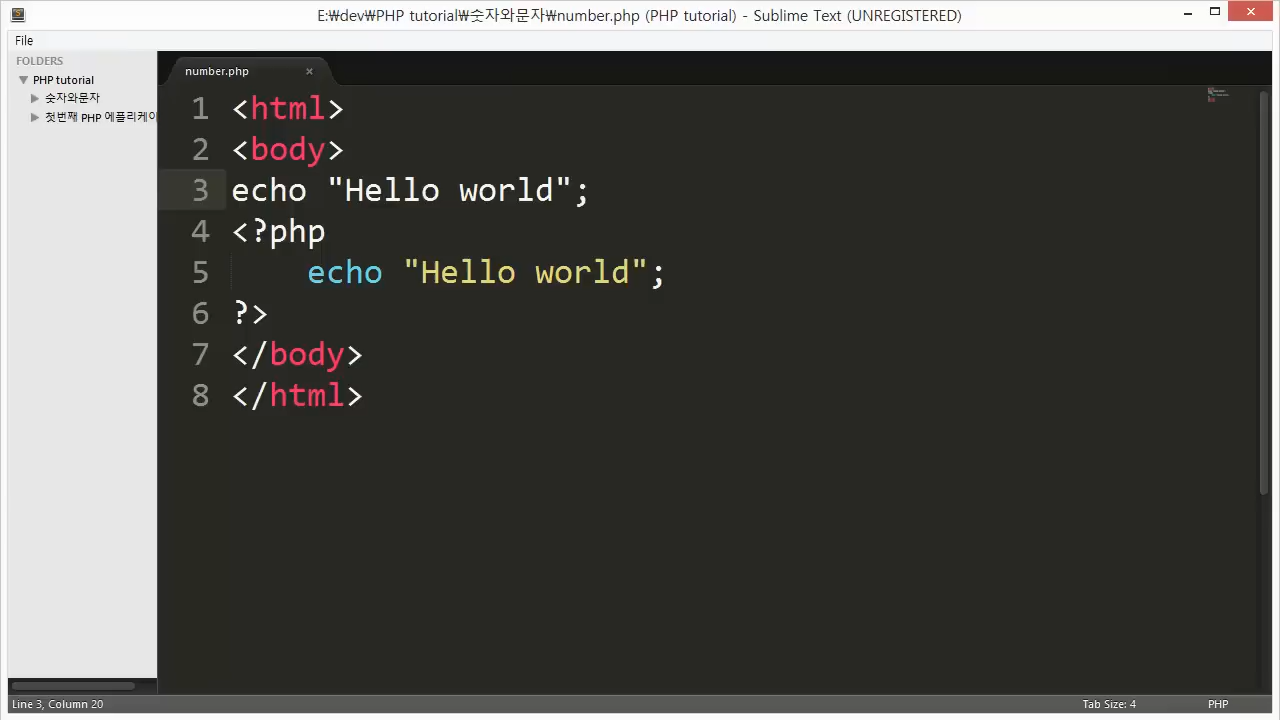 E:₩dev₩PHP tutorial₩숫자와문자₩number.php (PHP tutorial) - Sublime Text (UNREGISTERED)
File
FOLDERS
PHP tutorial
숫자와문자
첫번째 PHP 에플리케이
number.php
1 <html>
2 <body>
3 echo "Hello world";
4 <?php
5 echo "Hello world";
6 ?>
7 </body>
8 </html>
Line 3, Column 20
Tab Size: 4
PHP